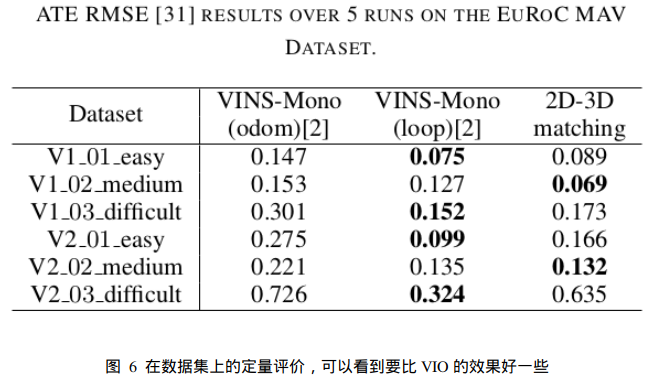 ATE RMSE [31] RESULTS OVER 5 RUNS ON THE EUROC MAV
DATASET.
Dataset VINS-Mono (odom)[2] VINS-Mono (loop)[2] 2D-3D matching
V1_01_easy 0.147 0.075 0.089
V1_02_medium 0.153 0.127 0.069
V1_03_difficult 0.301 0.152 0.173
V2_01_easy 0.275 0.099 0.166
V2_02_medium 0.221 0.135 0.132
V2_03_difficult 0.726 0.324 0.635
图 6 在数据集上的定量评价，可以看到要比 VIO 的效果好一些